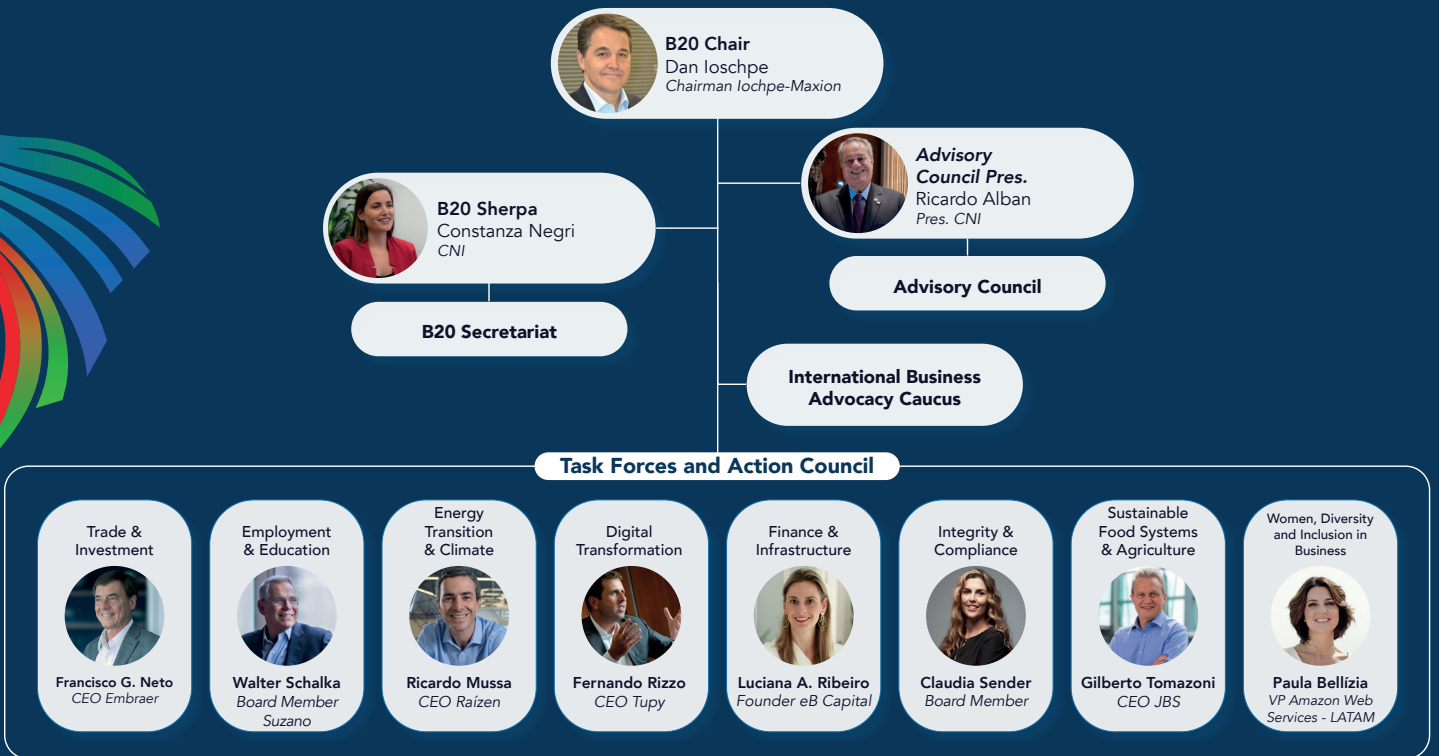 B20 Chair
Dan Ioschpe
Chairman Iochpe-Maxion
Advisory
Council Pres.
Ricardo Alban
Pres. CNI
B20 Sherpa
Constanza Negri
CNI
Advisory Council
B20 Secretariat
International Business
Advocacy Caucus
Task Forces and Action Council
Trade &
Investment
Francisco G. Neto
CEO Embraer
Employment
& Education
Walter Schalka
Board Member
Suzano
Energy
Transition
& Climate
Ricardo Mussa
CEO Raízen
Digital
Transformation
Fernando Rizzo
CEO Tupy
Finance &
Infrastructure
Luciana A. Ribeiro
Founder eB Capital
Integrity &
Compliance
Claudia Sender
Board Member
Sustainable
Food Systems
& Agriculture
Gilberto Tomazoni
CEO JBS
Women, Diversity
and Inclusion in
Business
Paula Bellízia
VP Amazon Web
Services - LATAM